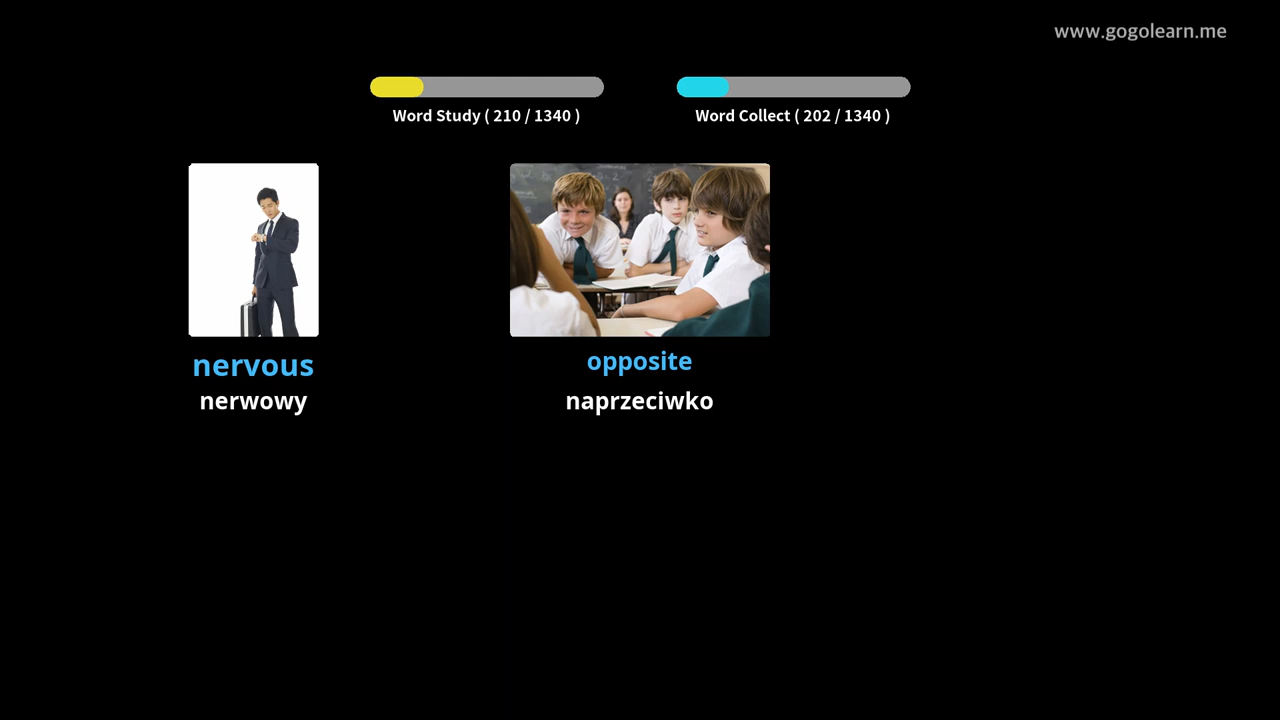 www.gogolearn.me
Word Study ( 210 / 1340 )
Word Collect ( 202 / 1340 )
nervous
nerwowy
opposite
naprzeciwko